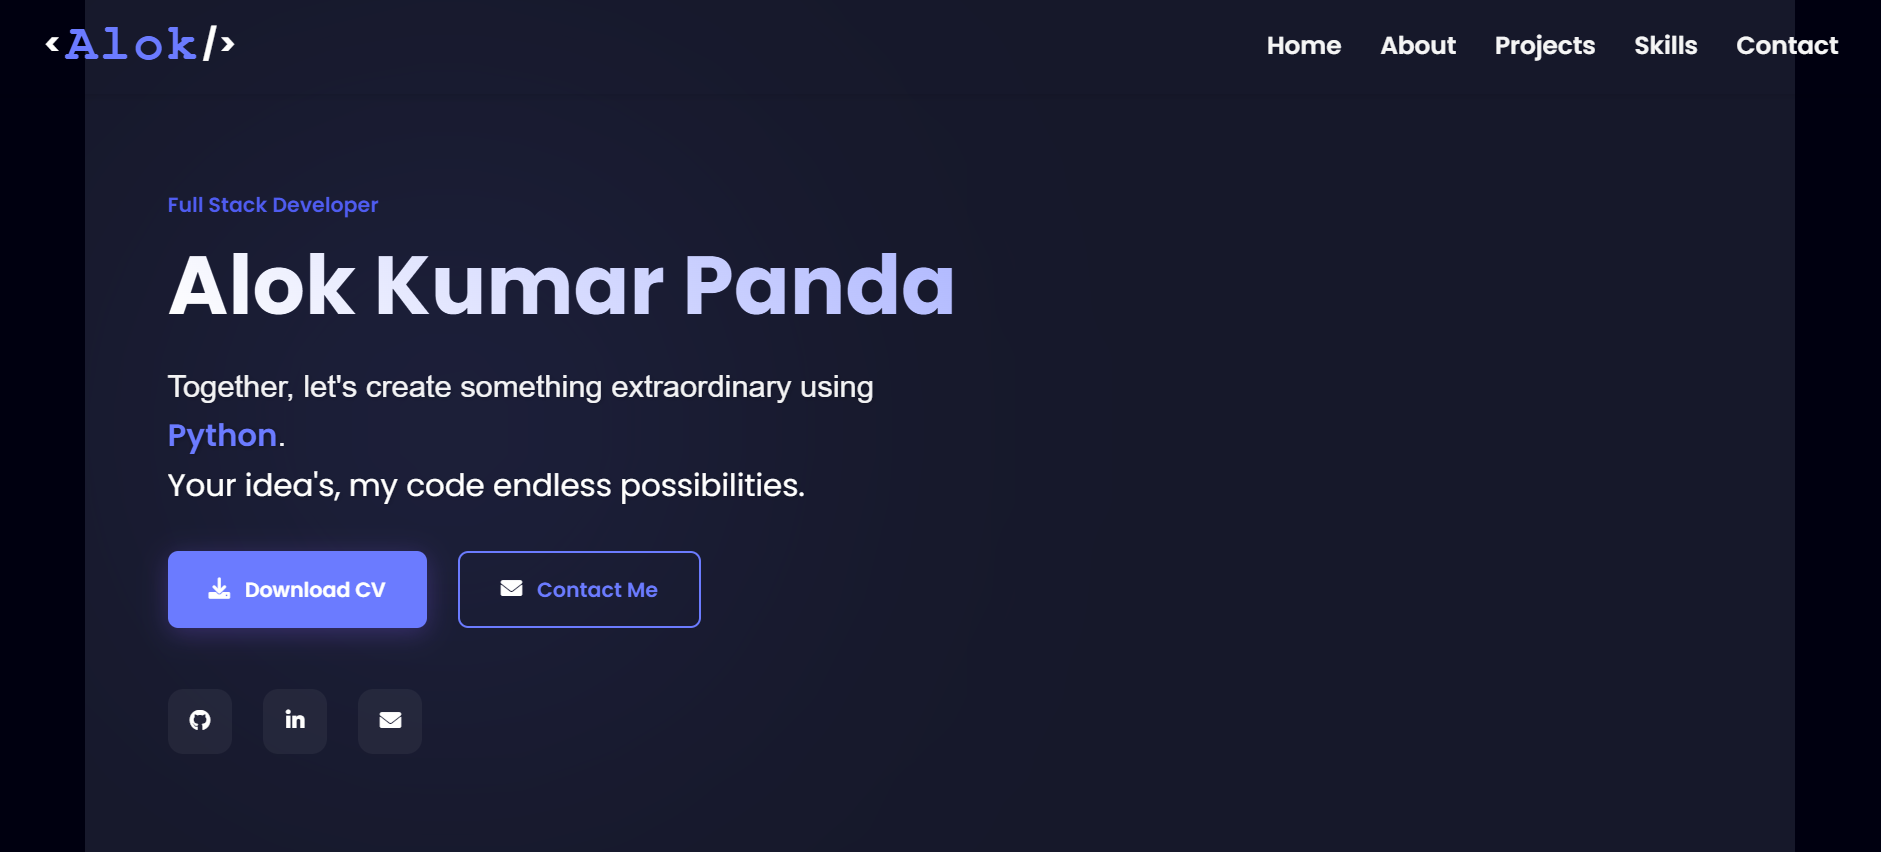 <Alok/>
Home About Projects Skills Contact
Full Stack Developer
Alok Kumar Panda
Together, let's create something extraordinary using
Python.
Your idea's, my code endless possibilities.
Download CV
Contact Me
in